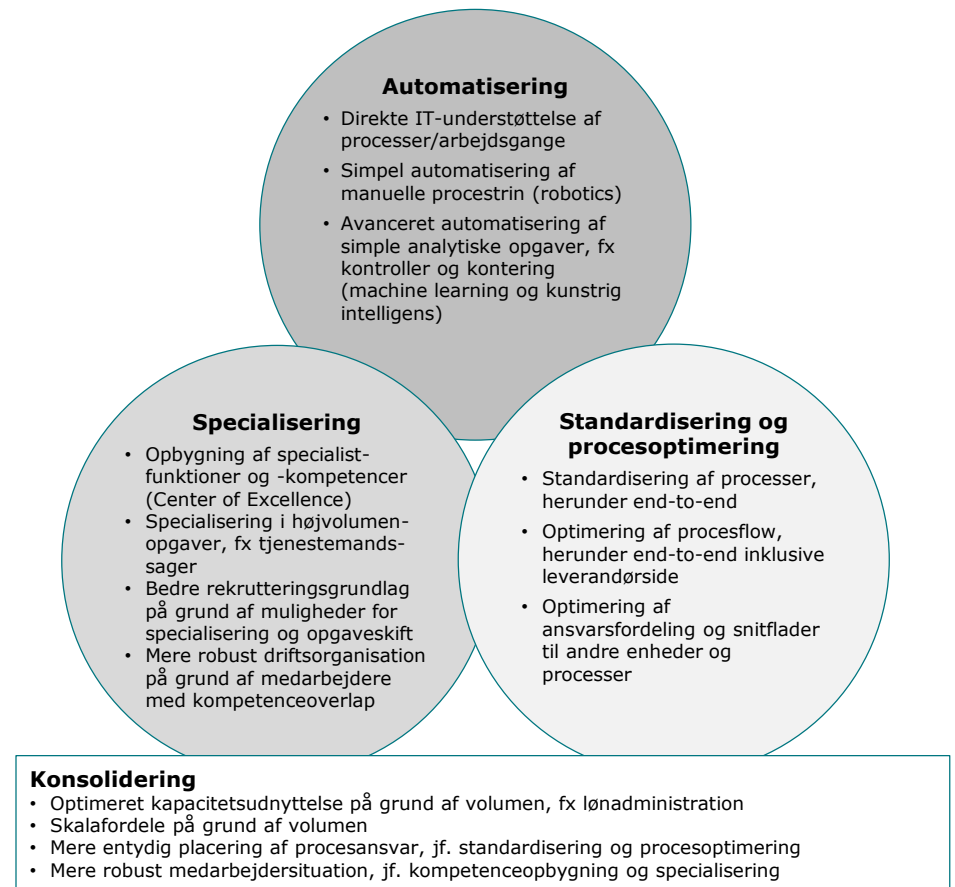 Automatisering
• Direkte IT-understøttelse af
processer/arbejdsgange
• Simpel automatisering af
manuelle procestrin (robotics)
• Avanceret automatisering af
simple analytiske opgaver, fx
kontroller og kontering
(machine learning og kunstrig
intelligens)
Specialisering
• Opbygning af specialist-
funktioner og -kompetencer
(Center of Excellence)
• Specialisering i højvolumen-
opgaver, fx tjenestemands-
sager
• Bedre rekrutteringsgrundlag
på grund af muligheder for
specialisering og opgaveskift
• Mere robust driftsorganisation
på grund af medarbejdere
med kompetenceoverlap
Standardisering og
procesoptimering
• Standardisering af processer,
herunder end-to-end
• Optimering af procesflow,
herunder end-to-end inklusive
leverandørside
• Optimering af
ansvarsfordeling og snitflader
til andre enheder og
processer
Konsolidering
• Optimeret kapacitetsudnyttelse på grund af volumen, fx lønadministration
• Skalafordele på grund af volumen
• Mere entydig placering af procesansvar, jf. standardisering og procesoptimering
• Mere robust medarbejdersituation, jf. kompetenceopbygning og specialisering